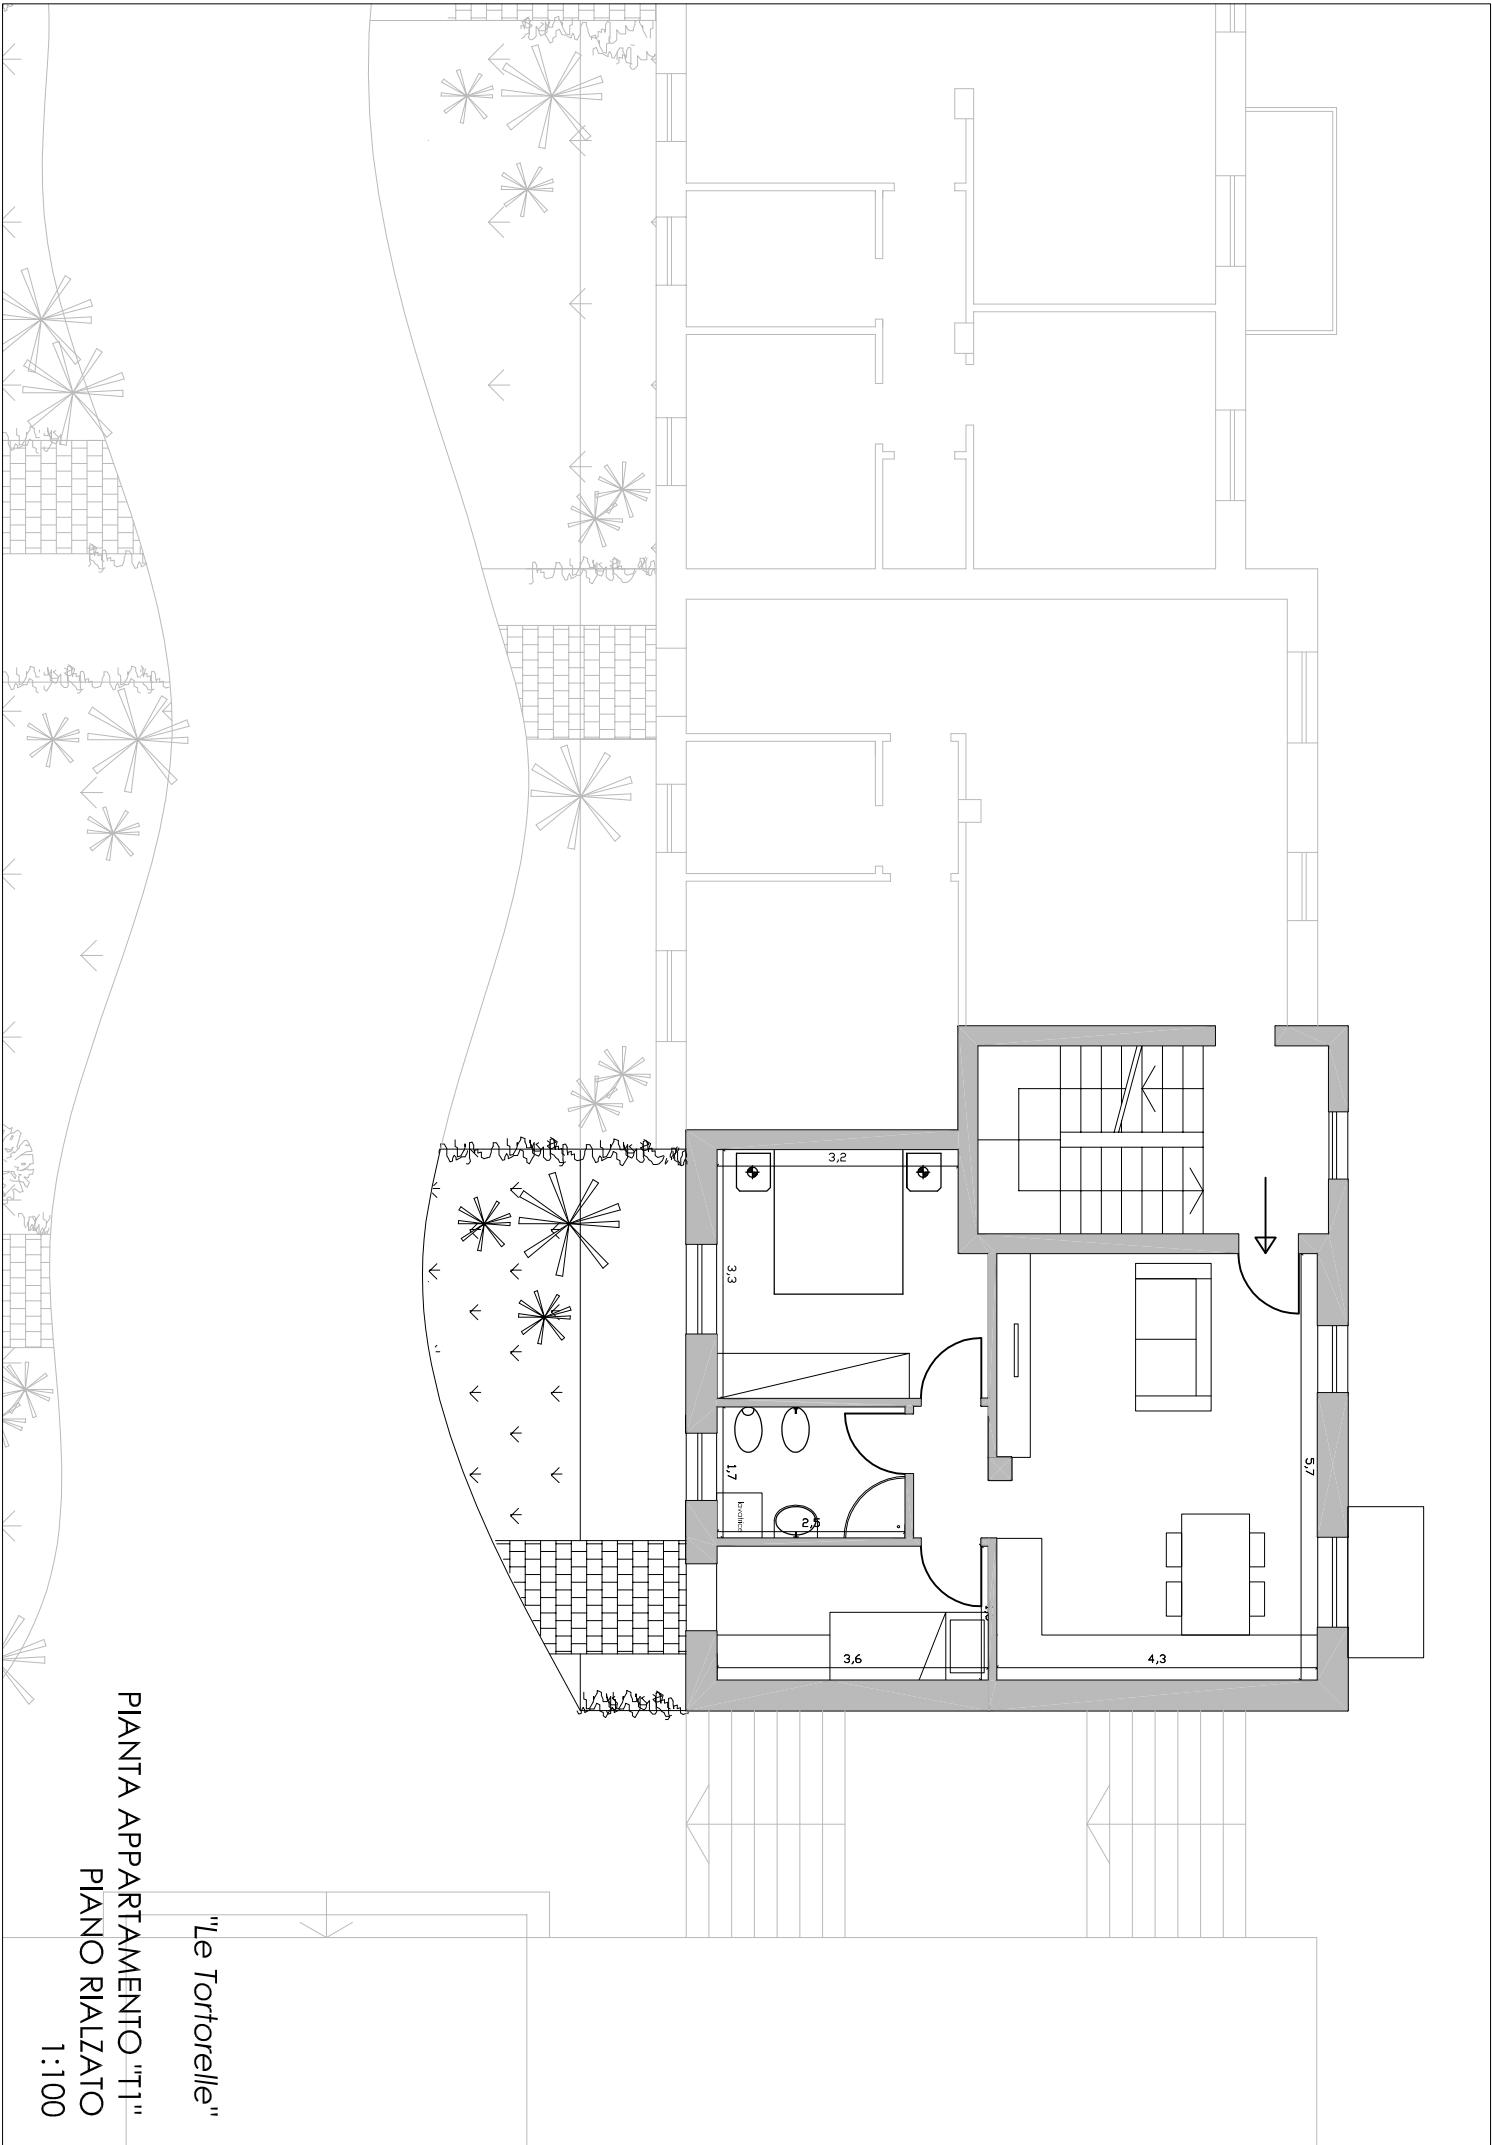 "Le Tortorelle"
PIANTA APPARTAMENTO "T1"
PIANO RIALZATO
1:100
5,7
4,3
3,2
3,3
1,7
2,5
lavatrice
3,6